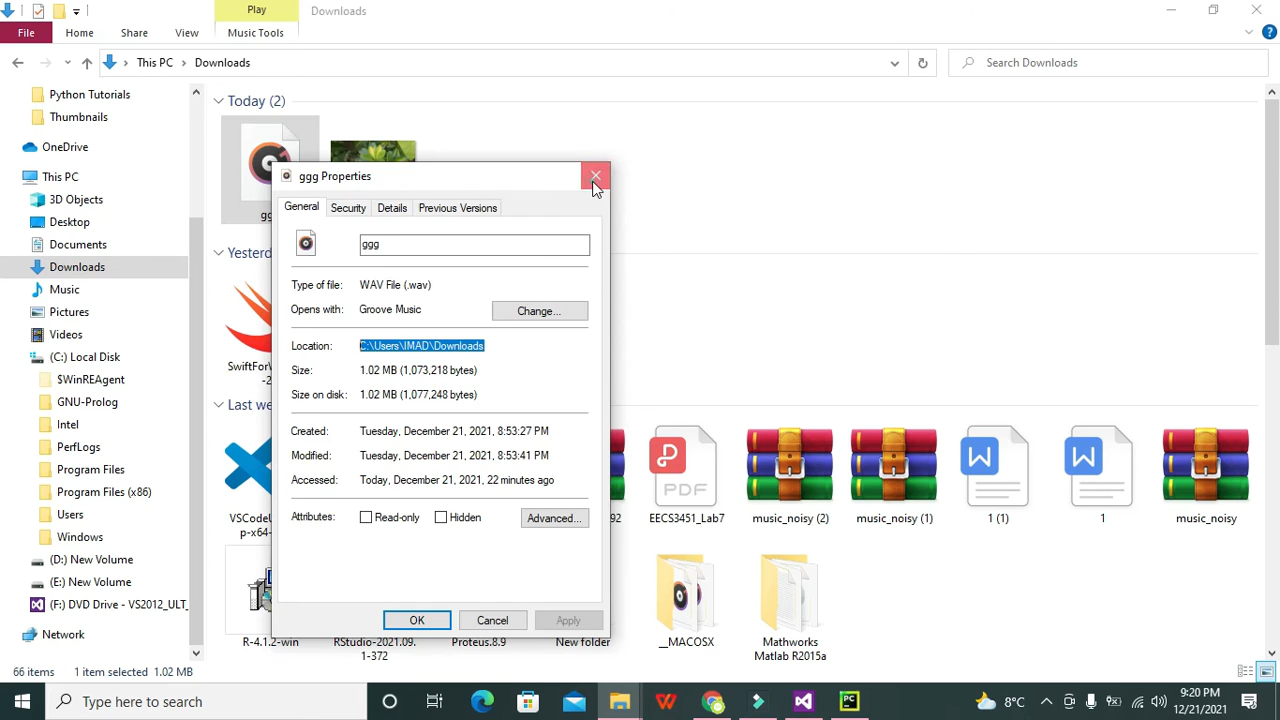 Play
Downloads
File
Home
Share
View
Music Tools
This PC
Downloads
Search Downloads
Python Tutorials
Thumbnails
OneDrive
This PC
3D Objects
Desktop
Documents
Downloads
Music
Pictures
Videos
(C:) Local Disk
$WinREAgent
GNU-Prolog
Intel
PerfLogs
Program Files
Program Files (x86)
Users
Windows
(D:) New Volume
(E:) New Volume
(F:) DVD Drive - VS2012_ULT_
Network
Today (2)
ggg Properties
General
Security
Details
Previous Versions
ggg
Type of file: WAV File (.wav)
Opens with: Groove Music
Change...
Location: C:\Users\IMAD\Downloads
Size: 1.02 MB (1,073,218 bytes)
Size on disk: 1.02 MB (1,077,248 bytes)
Created: Tuesday, December 21, 2021, 8:53:27 PM
Modified: Tuesday, December 21, 2021, 8:53:41 PM
Accessed: Today, December 21, 2021, 22 minutes ago
Attributes: Read-only Hidden Advanced...
OK Cancel Apply
Last we
EECS3451_Lab7
music_noisy (2)
music_noisy (1)
1 (1)
1
music_noisy
R-4.1.2-win
RStudio-2021.09.
1-372
Proteus.8.9
New folder
__MACOSX
Mathworks
Matlab R2015a
PDF
66 items 1 item selected 1.02 MB
Type here to search
8°C
9:20 PM
12/21/2021